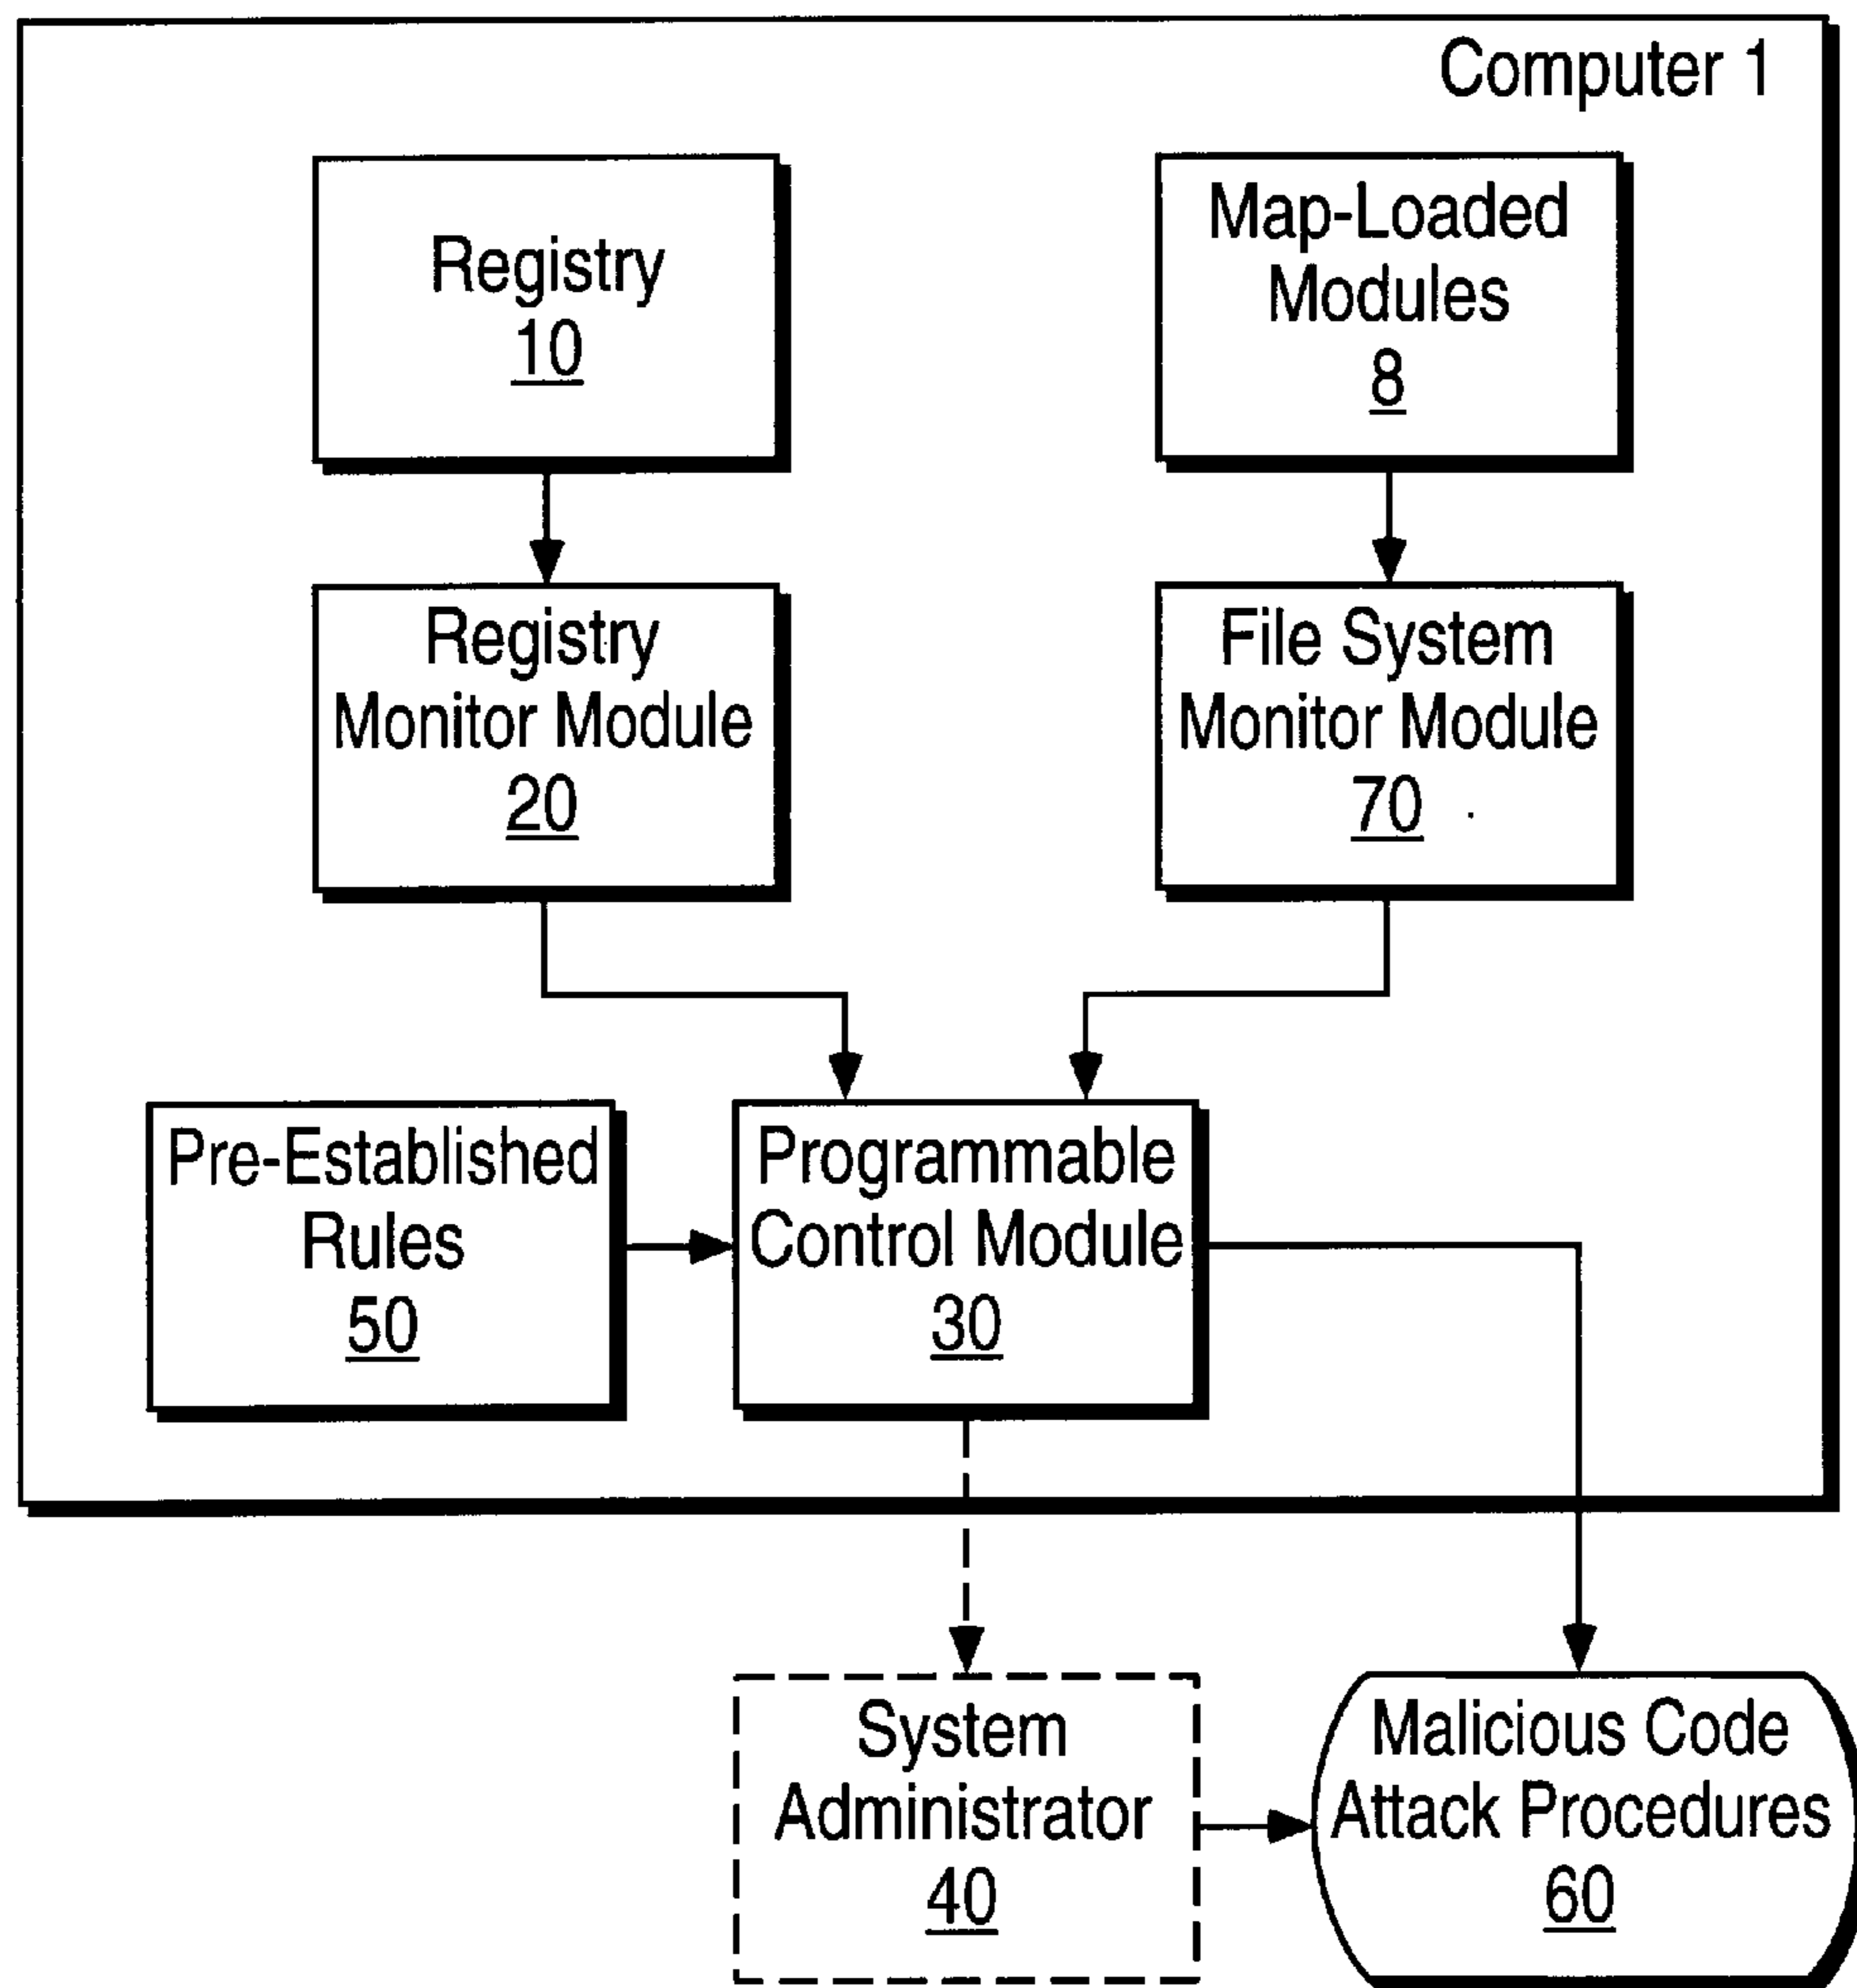 Computer 1
Registry
10
Map-Loaded
Modules
8
Registry
Monitor Module
20
File System
Monitor Module
70
Pre-Established
Rules
50
Programmable
Control Module
30
System
Administrator
40
Malicious Code
Attack Procedures
60